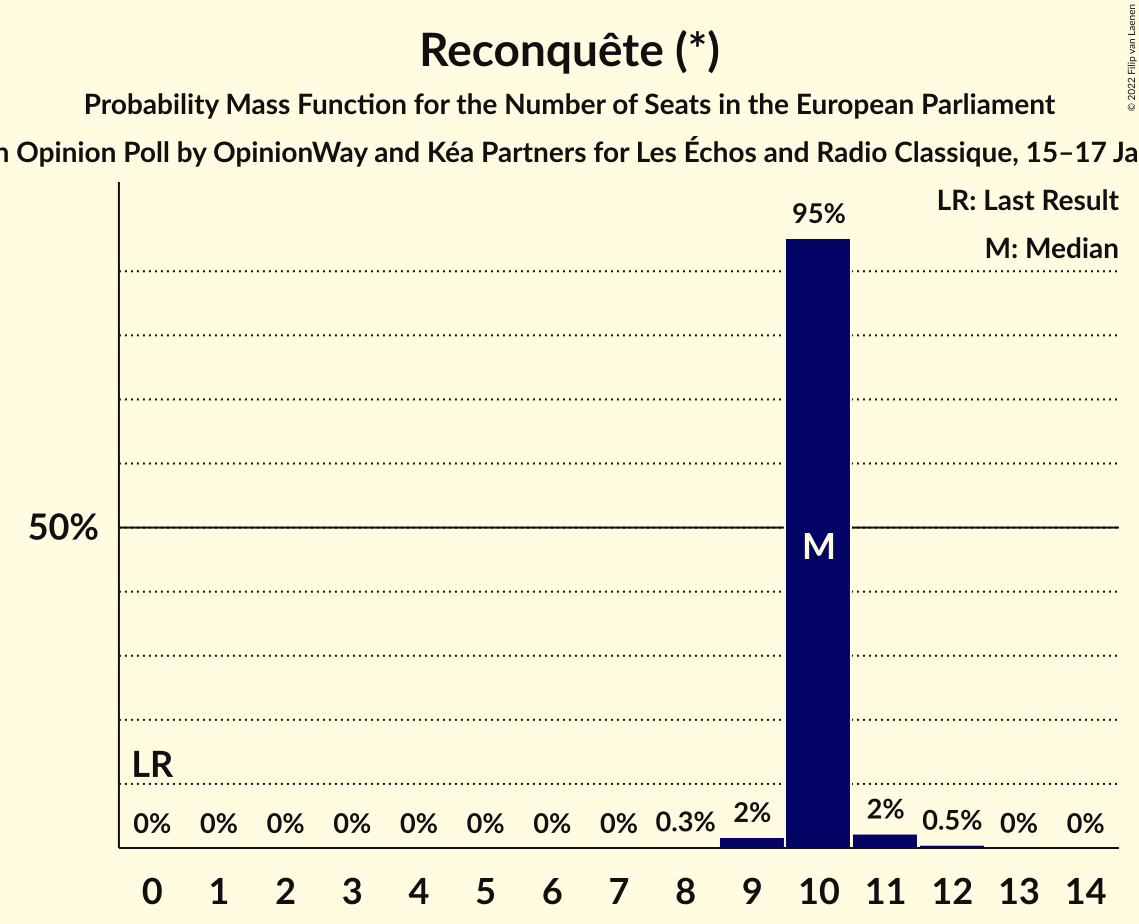 Reconquête (*)
Probability Mass Function for the Number of Seats in the European Parliament
Opinion Poll by OpinionWay and Kéa Partners for Les Échos and Radio Classique, 15–17 Ja
© 2022 Filip van Laenen
LR: Last Result
M: Median
95%
50%
M
LR
0% 0% 0% 0% 0% 0% 0% 0% 0.3% 2% 2% 0.5% 0% 0%
0 1 2 3 4 5 6 7 8 9 10 11 12 13 14